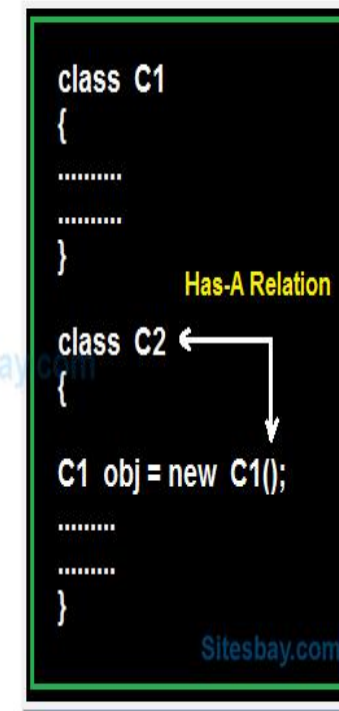 class C1
{
..........
..........
}
Has-A Relation
class C2
{
C1 obj = new C1();
.........
.........
}
Sitesbay.com